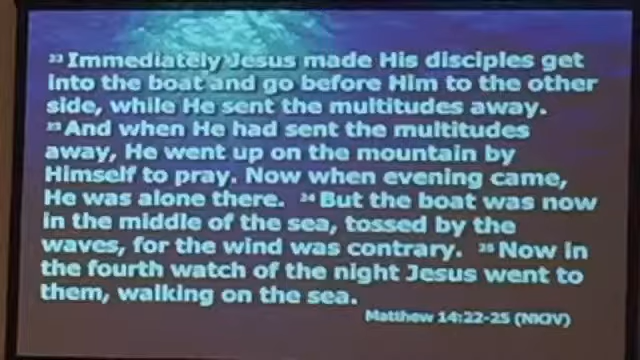 22 Immediately Jesus made His disciples get
into the boat and go before Him to the other
side, while He sent the multitudes away.
23 And when He had sent the multitudes
away, He went up on the mountain by
Himself to pray. Now when evening came,
He was alone there. 24 But the boat was now
in the middle of the sea, tossed by the
waves, for the wind was contrary. 25 Now in
the fourth watch of the night Jesus went to
them, walking on the sea.
Matthew 14:22-25 (NKJV)